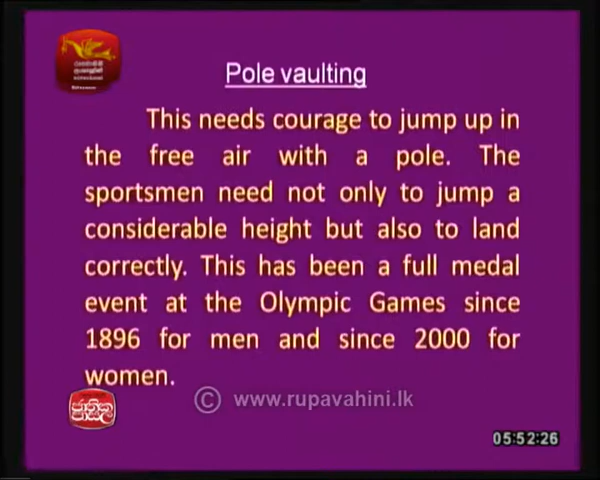 Pole vaulting
This needs courage to jump up in
the free air with a pole. The
sportsmen need not only to jump a
considerable height but also to land
correctly. This has been a full medal
event at the Olympic Games since
1896 for men and since 2000 for
women.
ජාතික
පාසල
© www.rupavahini.lk
05:52:26